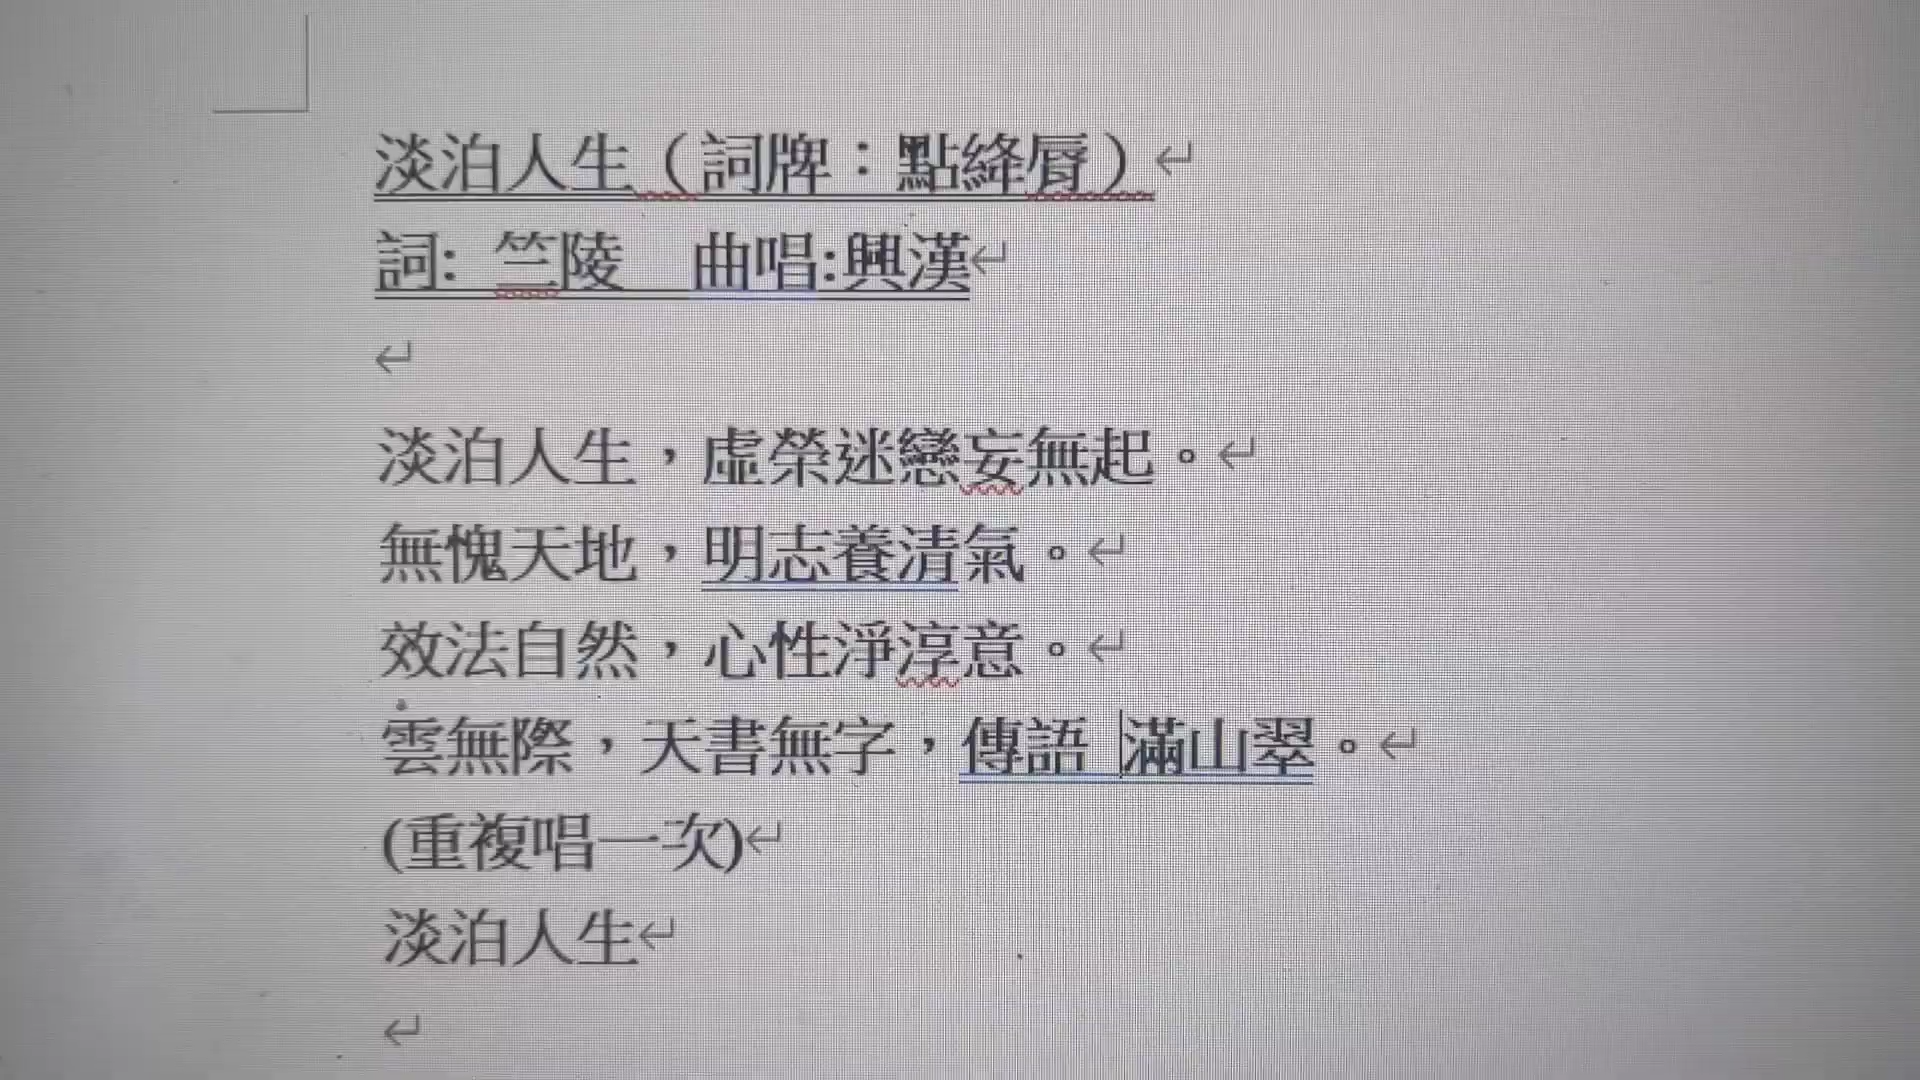 淡泊人生（詞牌：點絳脣）
詞: 竺陵　曲唱:興漢
淡泊人生，虛榮迷戀妄無起。
無愧天地，明志養清氣。
效法自然，心性淨淳意。
雲無際，天書無字，傳語 滿山翠。
(重複唱一次)
淡泊人生